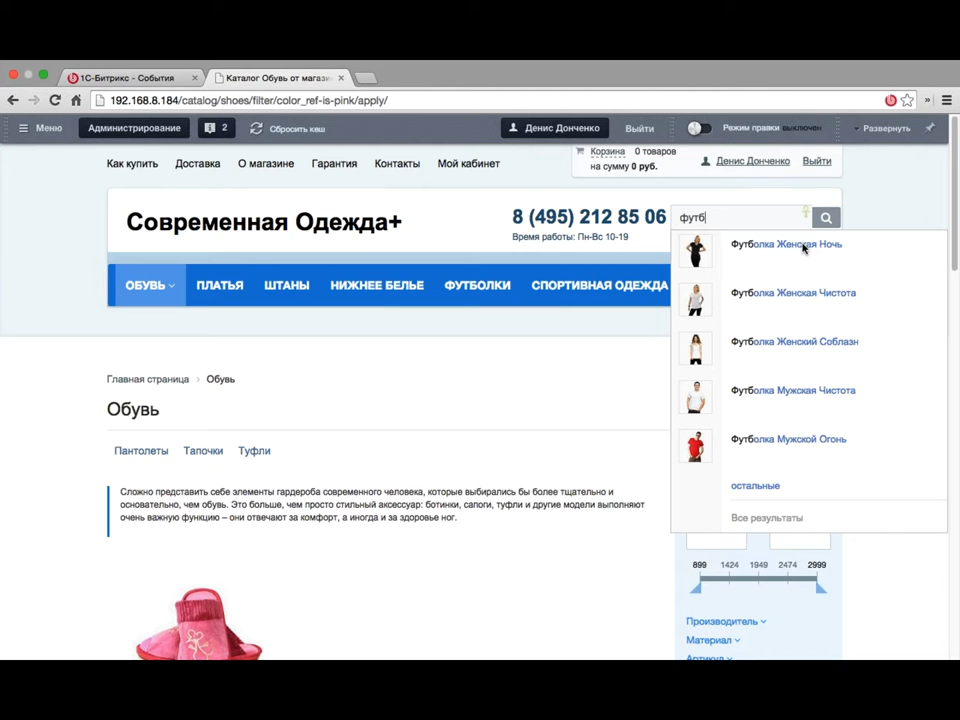 1С-Битрикс - События
Каталог Обувь от магази
192.168.8.184/catalog/shoes/filter/color_ref-is-pink/apply/
Меню
Администрирование
2
Сбросить кеш
Денис Донченко
Выйти
Режим правки выключен
Развернуть
Как купить
Доставка
О магазине
Гарантия
Контакты
Мой кабинет
Корзина 0 товаров
на сумму 0 руб.
Денис Донченко
Выйти
Современная Одежда+
8 (495) 212 85 06
Время работы: Пн-Вс 10-19
футб
ОБУВЬ
ПЛАТЬЯ
ШТАНЫ
НИЖНЕЕ БЕЛЬЕ
ФУТБОЛКИ
СПОРТИВНАЯ ОДЕЖДА
Футболка Женская Ночь
Футболка Женская Чистота
Футболка Женский Соблазн
Футболка Мужская Чистота
Футболка Мужской Огонь
остальные
Все результаты
Главная страница
Обувь
Обувь
Пантолеты
Тапочки
Туфли
Сложно представить себе элементы гардероба современного человека, которые выбирались бы более тщательно и
основательно, чем обувь. Это больше, чем просто стильный аксессуар: ботинки, сапоги, туфли и другие модели выполняют
очень важную функцию – они отвечают за комфорт, а иногда и за здоровье ног.
899 1424 1949 2474 2999
Производитель
Материал
Артикул